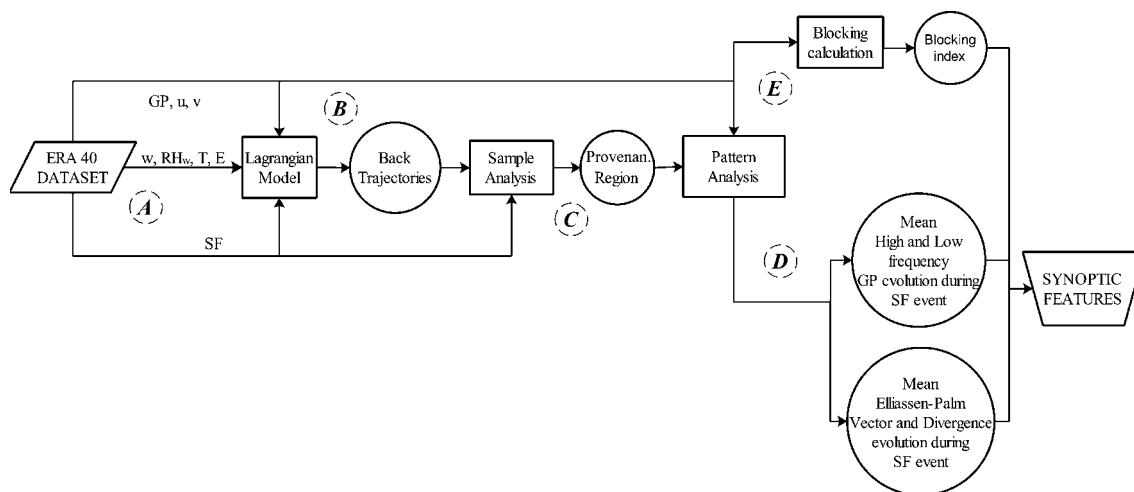 Blocking
calculation
Blocking
index
E
GP, u, v
B
ERA 40
DATASET
w, RHw, T, E
Lagrangian
Model
Back
Trajectories
Sample
Analysis
Provenan.
Region
Pattern
Analysis
A
C
SF
D
Mean
High and Low
frequency
GP evolution during
SF event
SYNOPTIC
FEATURES
Mean
Elliassen-Palm
Vector and Divergence
evolution during
SF event